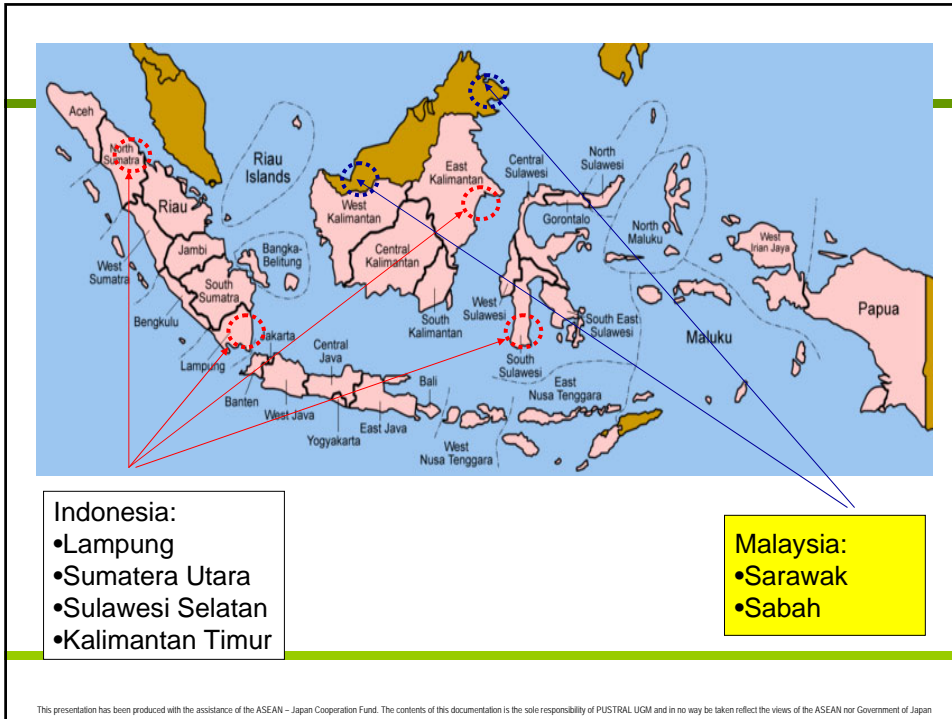 Aceh
North
Sumatra
Riau
Islands
Riau
West
Sumatra
Jambi
Bangka-
Belitung
South
Sumatra
Bengkulu
Lampung
akarta
Banten
West Java
Central
Java
Yogyakarta
East Java
Bali
West
Nusa Tenggara
East
Nusa Tenggara
West
Kalimantan
Central
Kalimantan
East
Kalimantan
South
Kalimantan
Central
Sulawesi
North
Sulawesi
Gorontalo
West
Sulawesi
South
Sulawesi
South East
Sulawesi
North
Maluku
Maluku
West
Irian Jaya
Papua
Indonesia:
•Lampung
•Sumatera Utara
•Sulawesi Selatan
•Kalimantan Timur
Malaysia:
•Sarawak
•Sabah
This presentation has been produced with the assistance of the ASEAN – Japan Cooperation Fund. The contents of this documentation is the sole responsibility of PUSTRAL UGM and in no way be taken reflect the views of the ASEAN nor Government of Japan